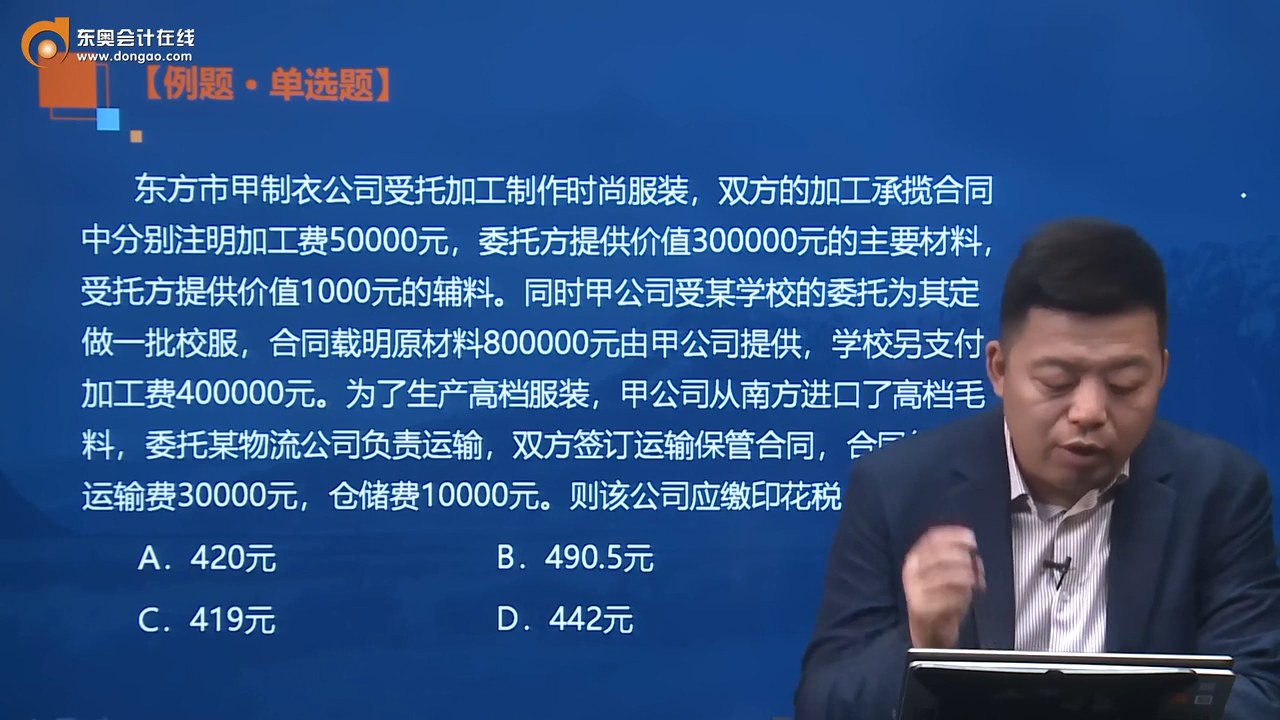 东奥会计在线
www.dongao.com
【例题·单选题】
东方市甲制衣公司受托加工制作时尚服装，双方的加工承揽合同
中分别注明加工费50000元，委托方提供价值300000元的主要材料，
受托方提供价值1000元的辅料。同时甲公司受某学校的委托为其定
做一批校服，合同载明原材料800000元由甲公司提供，学校另支付
加工费400000元。为了生产高档服装，甲公司从南方进口了高档毛
料，委托某物流公司负责运输，双方签订运输保管合同，合同
运输费30000元，仓储费10000元。则该公司应缴印花税
A. 420元
B. 490.5元
C. 419元
D. 442元